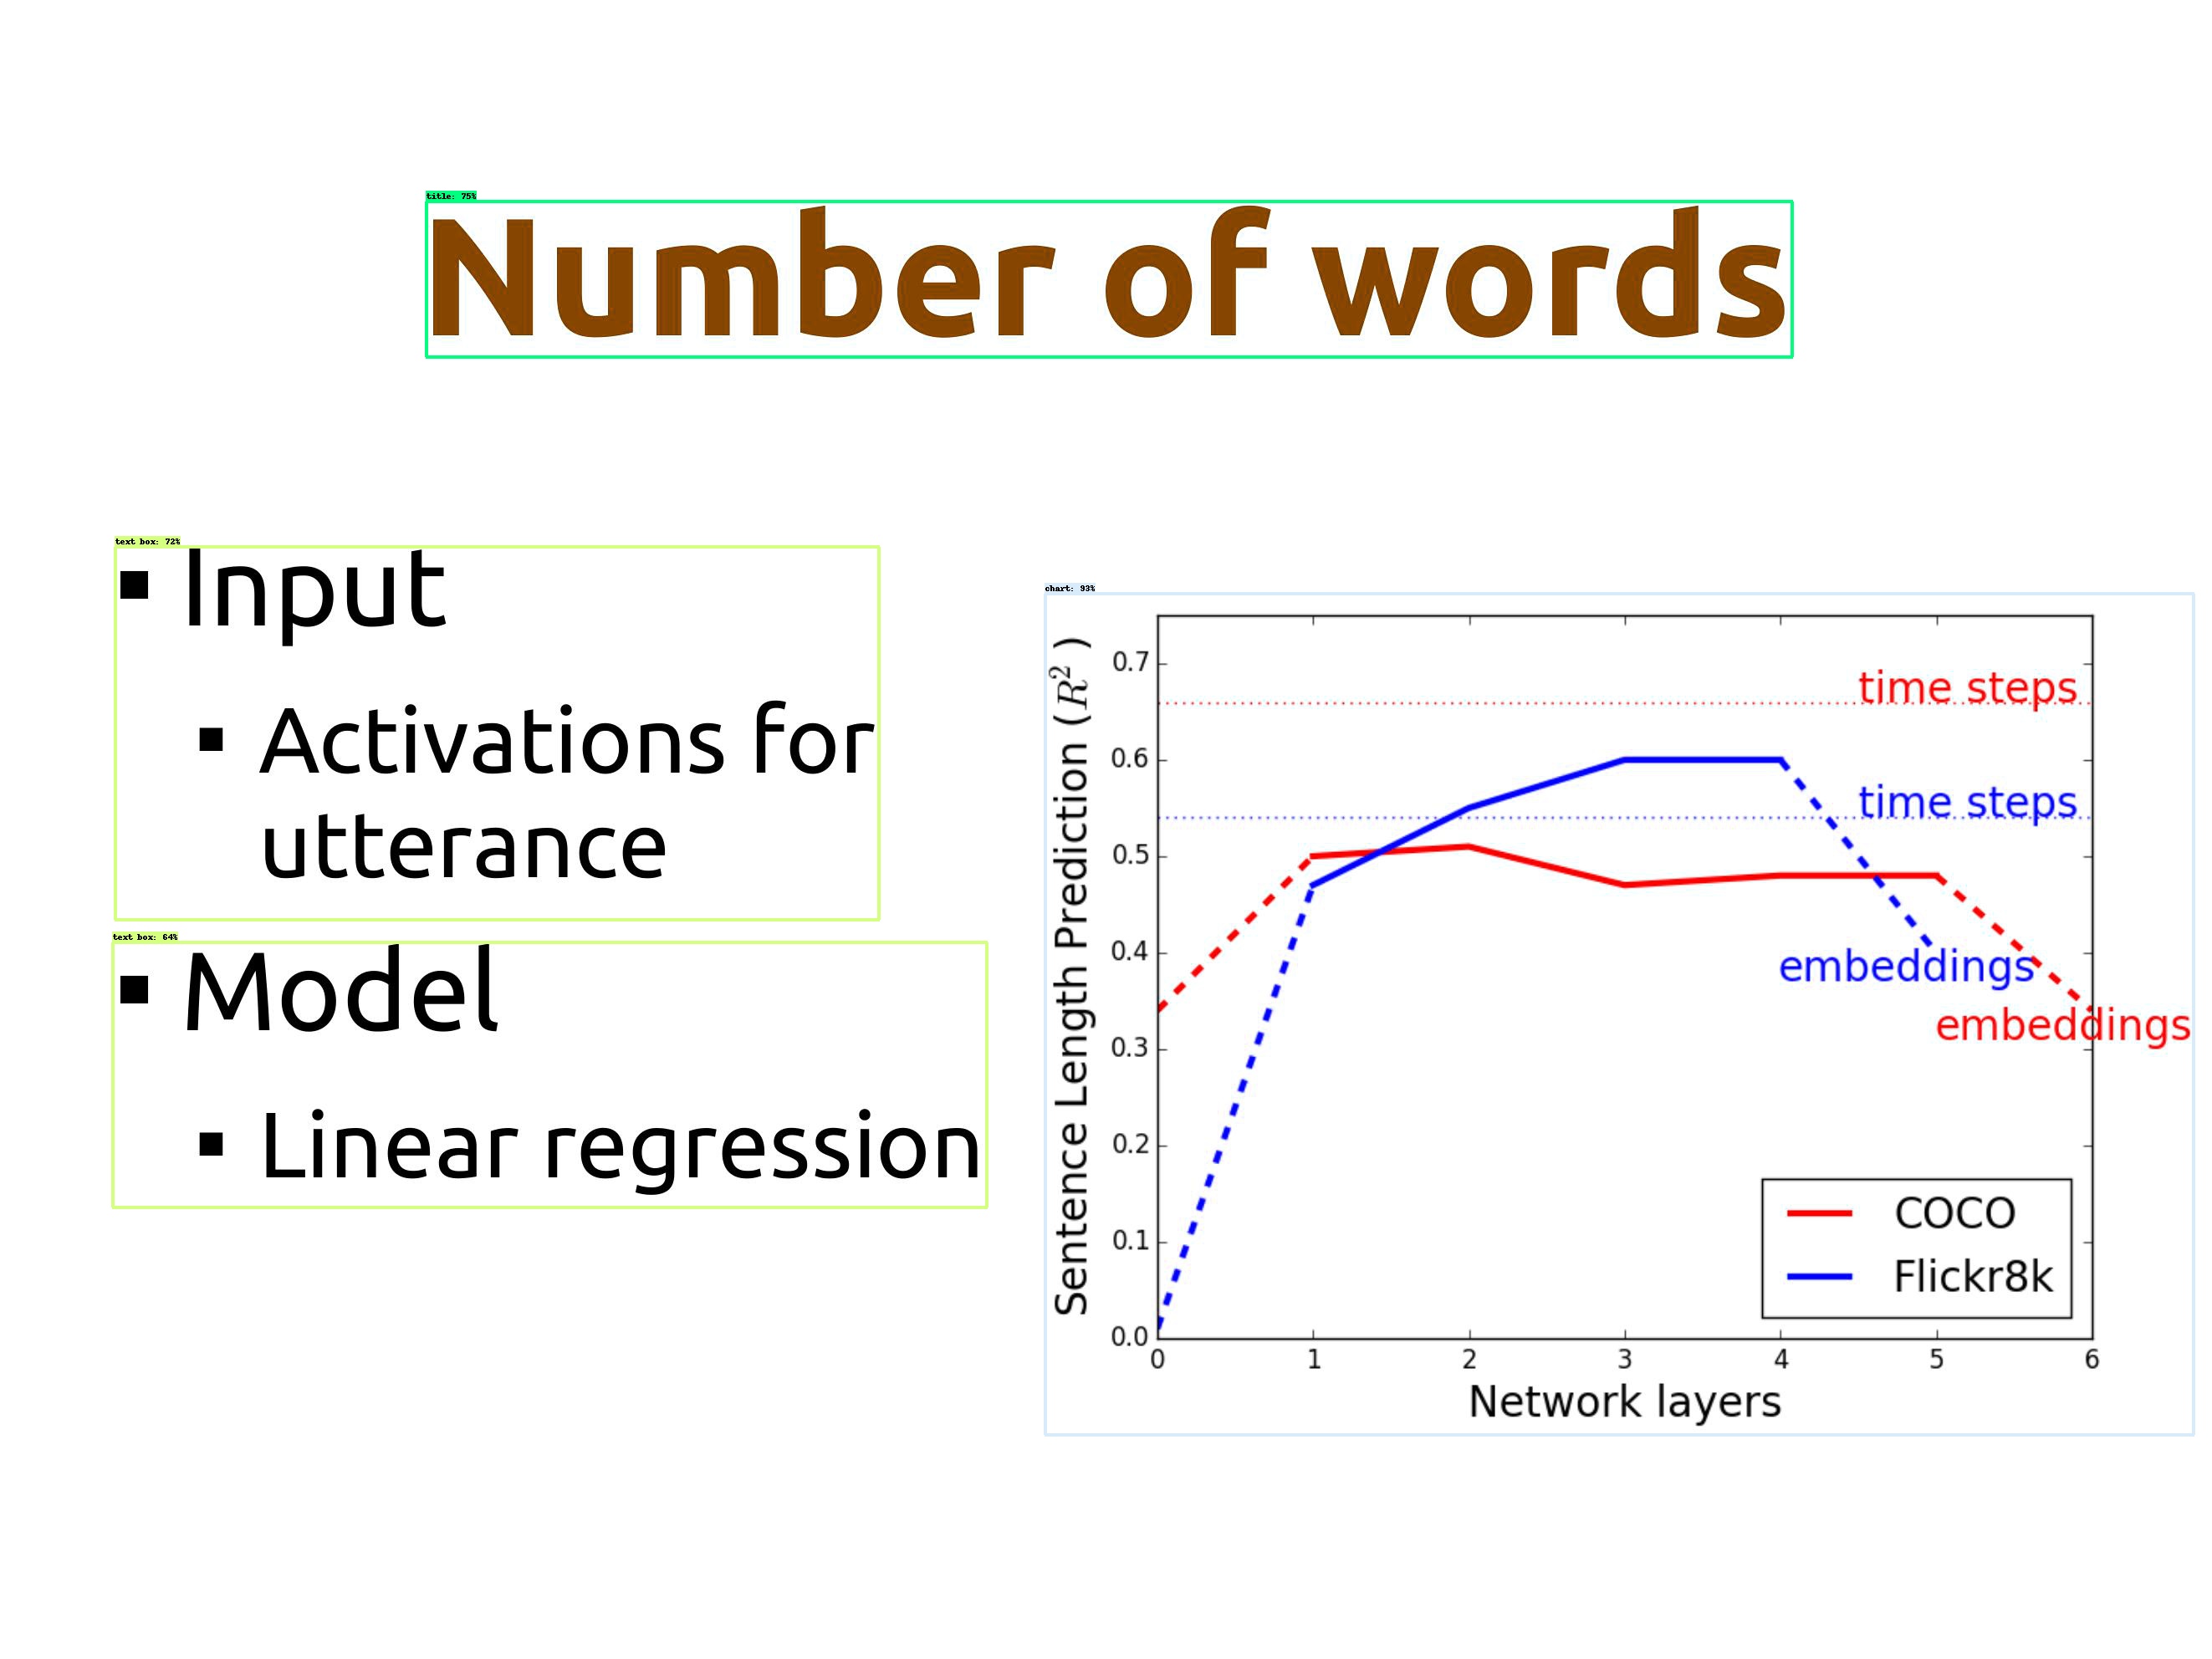 title: 75%
Number of words
text box: 72%
▪ Input
▪ Activations for
utterance
text box: 64%
▪ Model
▪ Linear regression
chart: 93%
Sentence Length Prediction (R²)
0.7
0.6
0.5
0.4
0.3
0.2
0.1
0.0
time steps
time steps
embeddings
embeddings
COCO
Flickr8k
0 1 2 3 4 5 6
Network layers